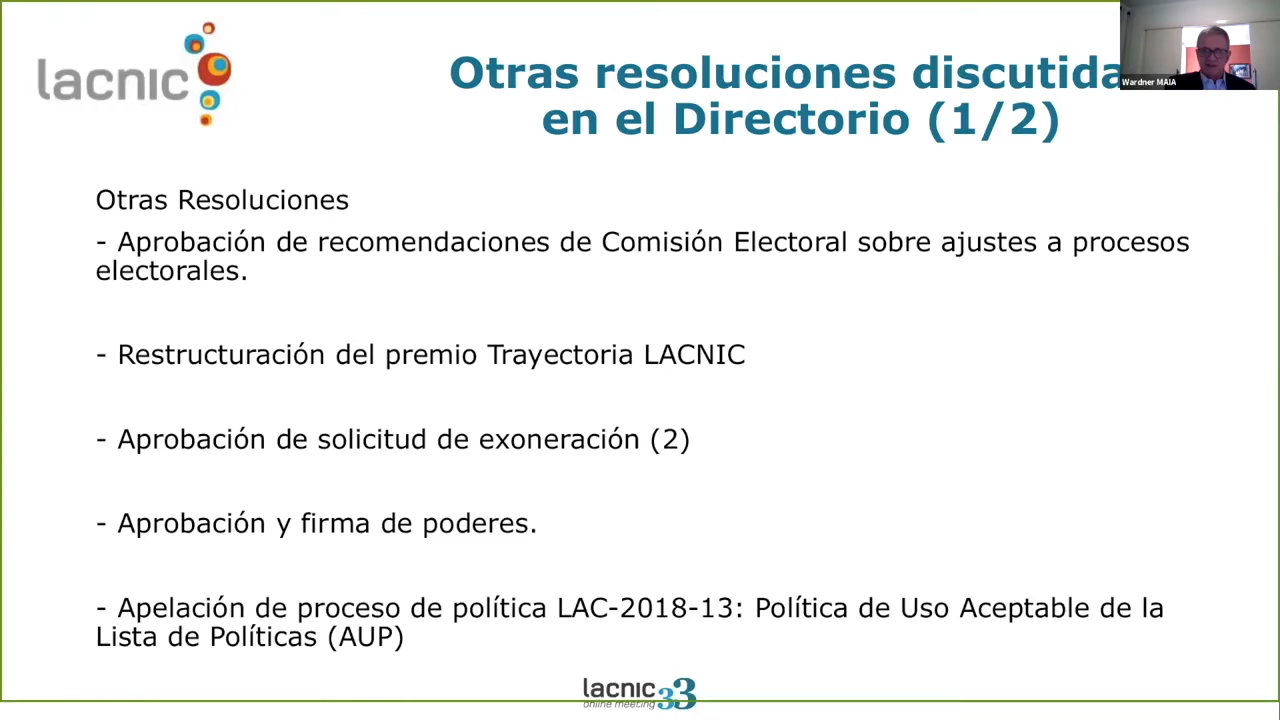 lacnic
Otras resoluciones discutida
en el Directorio (1/2)
Wardner MAIA
Otras Resoluciones
- Aprobación de recomendaciones de Comisión Electoral sobre ajustes a procesos
electorales.
- Restructuración del premio Trayectoria LACNIC
- Aprobación de solicitud de exoneración (2)
- Aprobación y firma de poderes.
- Apelación de proceso de política LAC-2018-13: Política de Uso Aceptable de la
Lista de Políticas (AUP)
lacnic 33
online meeting